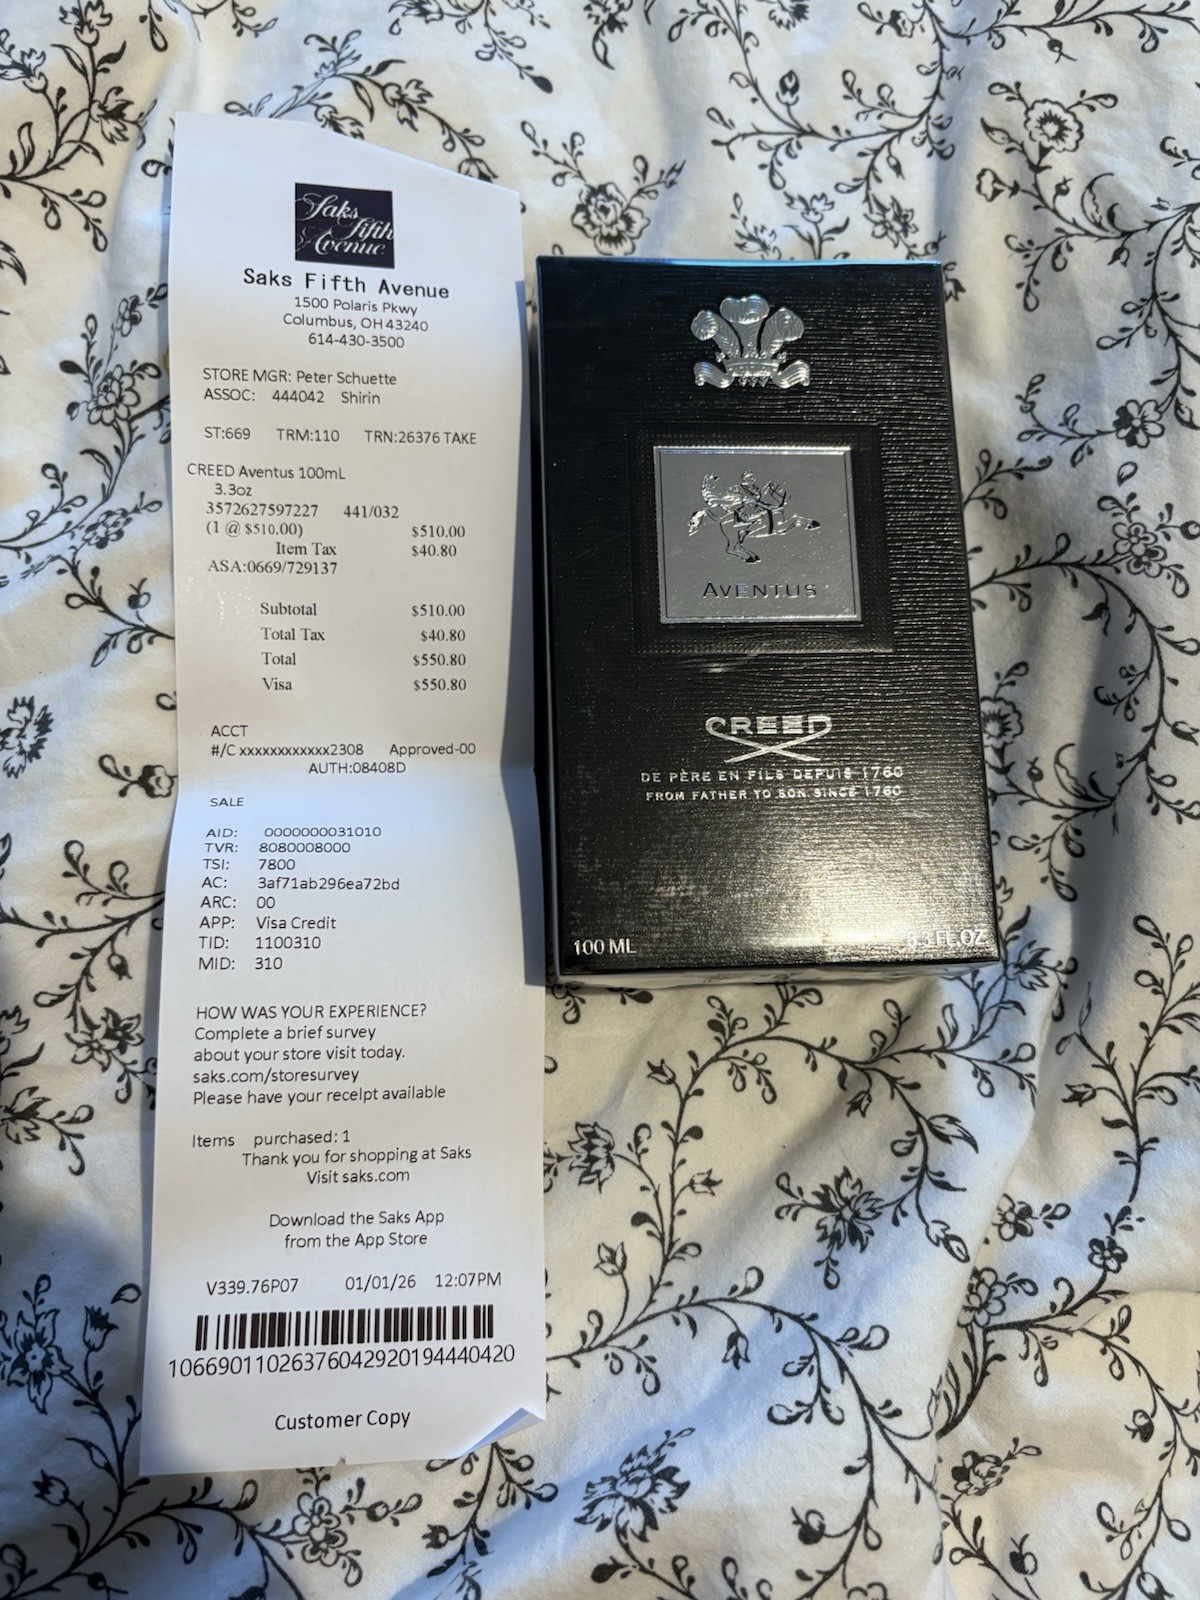 Saks
Fifth
Avenue
Saks Fifth Avenue
1500 Polaris Pkwy
Columbus, OH 43240
614-430-3500
STORE MGR: Peter Schuette
ASSOC: 444042 Shirin
ST:669 TRM:110 TRN:26376 TAKE
CREED Aventus 100mL
3.3oz
3572627597227 441/032
(1 @ $510.00) $510.00
Item Tax $40.80
ASA:0669/729137
Subtotal $510.00
Total Tax $40.80
Total $550.80
Visa $550.80
ACCT
#/C xxxxxxxxxxxx2308 Approved-00
AUTH:08408D
SALE
AID: 0000000031010
TVR: 8080008000
TSI: 7800
AC: 3af71ab296ea72bd
ARC: 00
APP: Visa Credit
TID: 1100310
MID: 310
HOW WAS YOUR EXPERIENCE?
Complete a brief survey
about your store visit today.
saks.com/storesurvey
Please have your recelpt available
Items purchased: 1
Thank you for shopping at Saks
Visit saks.com
Download the Saks App
from the App Store
V339.76P07 01/01/26 12:07PM
10669011026376042920194440420
Customer Copy
AVENTUS
CREED
DE PÈRE EN FILS DEPUIS 1760
FROM FATHER TO SON SINCE 1760
100 ML 3.3 FL.OZ